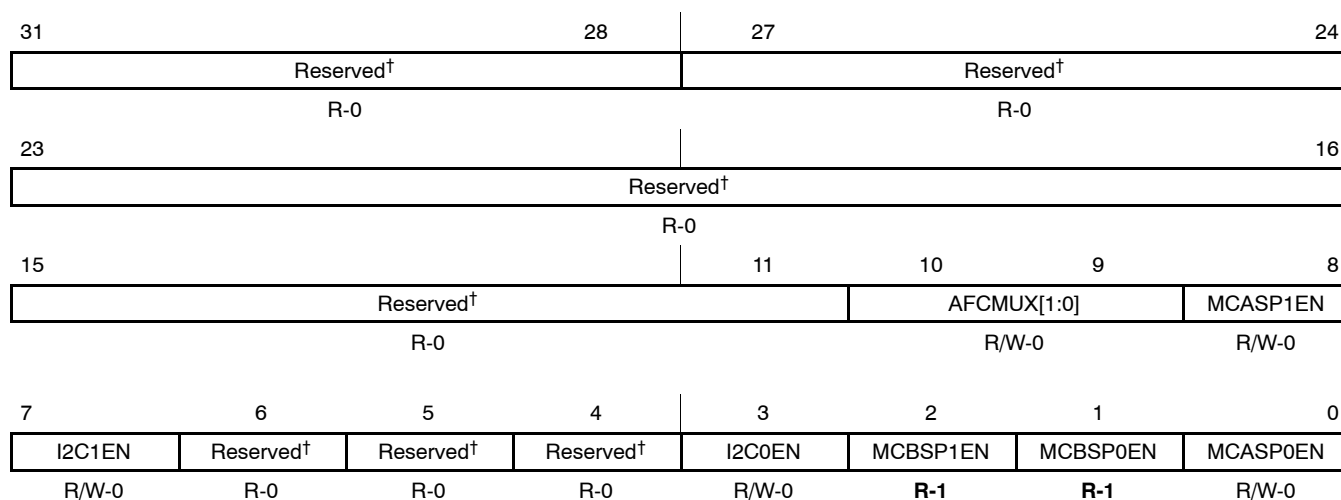 31 28 27 24
Reserved† Reserved†
R-0 R-0
23 16
Reserved†
R-0
15 11 10 9 8
Reserved† AFCMUX[1:0] MCASP1EN
R-0 R/W-0 R/W-0
7 6 5 4 3 2 1 0
I2C1EN Reserved† Reserved† Reserved† I2C0EN MCBSP1EN MCBSP0EN MCASP0EN
R/W-0 R-0 R-0 R-0 R/W-0 R-1 R-1 R/W-0